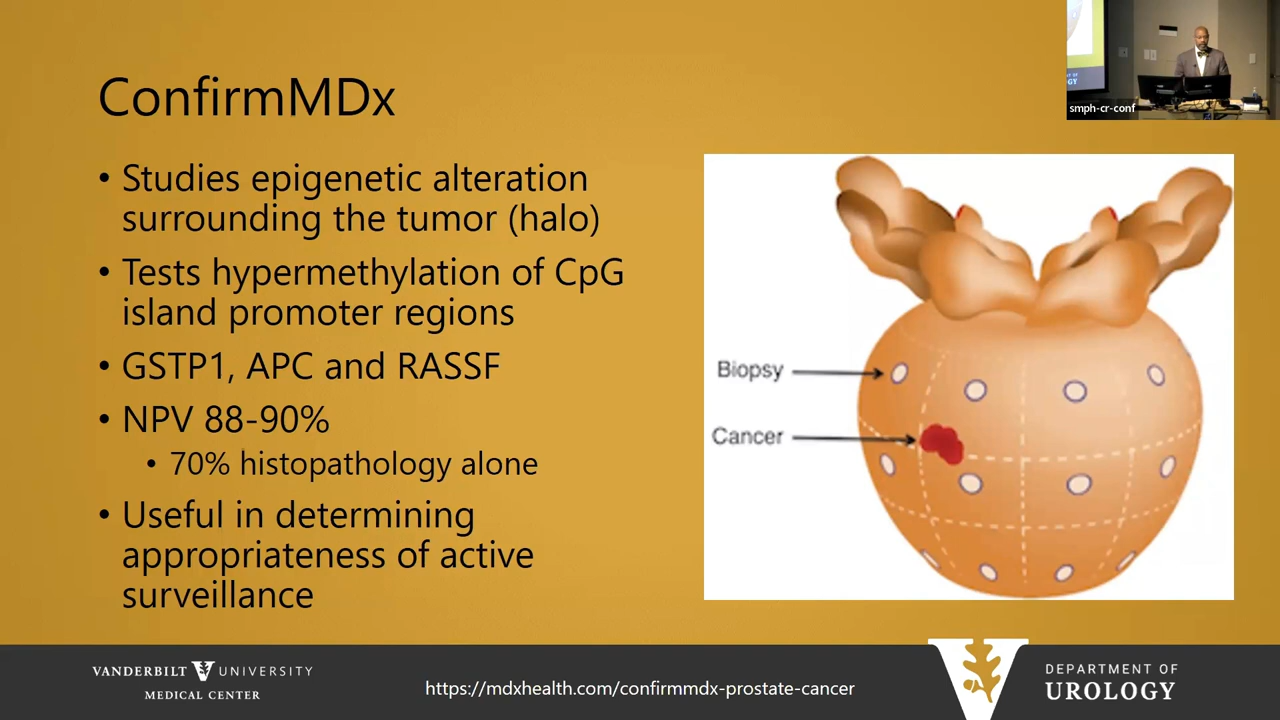 ConfirmMDx
• Studies epigenetic alteration
surrounding the tumor (halo)
• Tests hypermethylation of CpG
island promoter regions
• GSTP1, APC and RASSF
• NPV 88-90%
• 70% histopathology alone
• Useful in determining
appropriateness of active
surveillance
Biopsy
Cancer
smph-cr-conf
VANDERBILT UNIVERSITY
MEDICAL CENTER
https://mdxhealth.com/confirmmdx-prostate-cancer
DEPARTMENT OF
UROLOGY